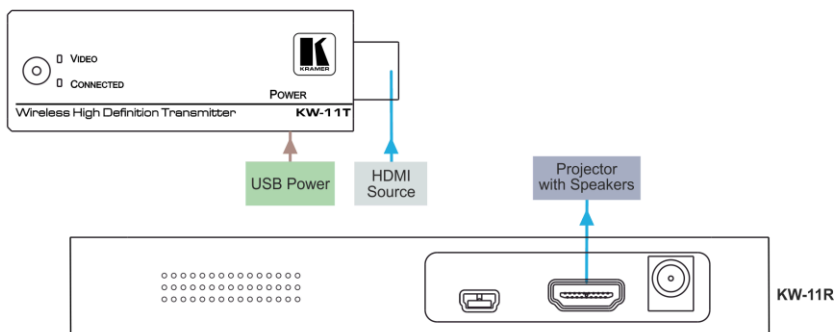 VIDEO
CONNECTED
K
KRAMER
POWER
Wireless High Definition Transmitter KW-11T
USB Power
HDMI
Source
Projector
with Speakers
KW-11R